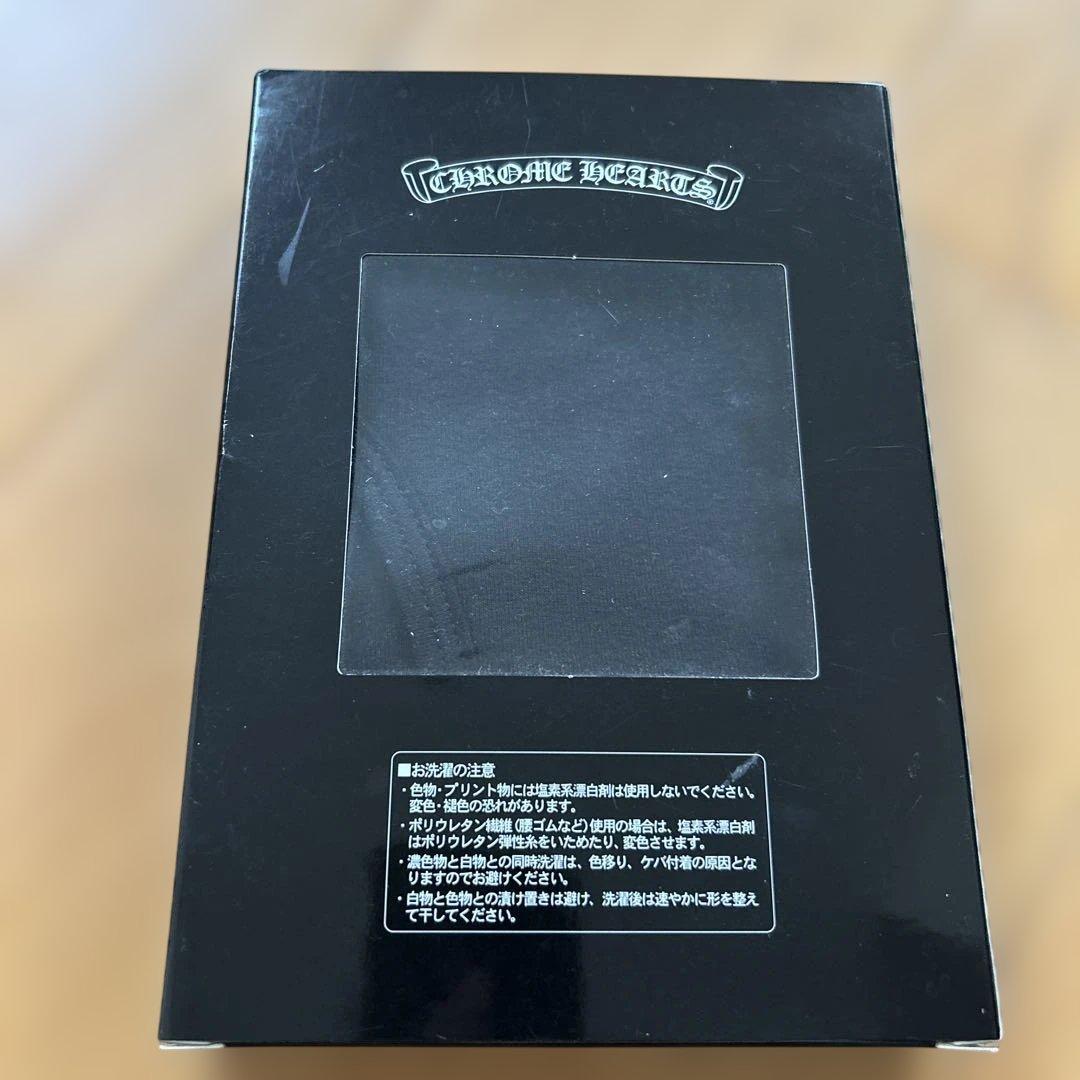 CHROME HEARTS®
■お洗濯の注意
・色物・プリント物には塩素系漂白剤は使用しないでください。
変色・褪色の恐れがあります。
・ポリウレタン繊維(腰ゴムなど)使用の場合は、塩素系漂白剤
はポリウレタン弾性糸をいためたり、変色させます。
・濃色物と白物との同時洗濯は、色移り、ケバ付着の原因とな
りますのでお避けください。
・白物と色物との漬け置きは避け、洗濯後は速やかに形を整え
て干してください。